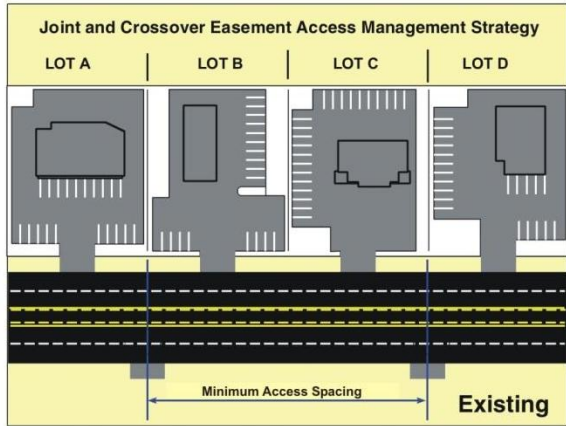 Joint and Crossover Easement Access Management Strategy
LOT A
LOT B
LOT C
LOT D
Minimum Access Spacing
Existing